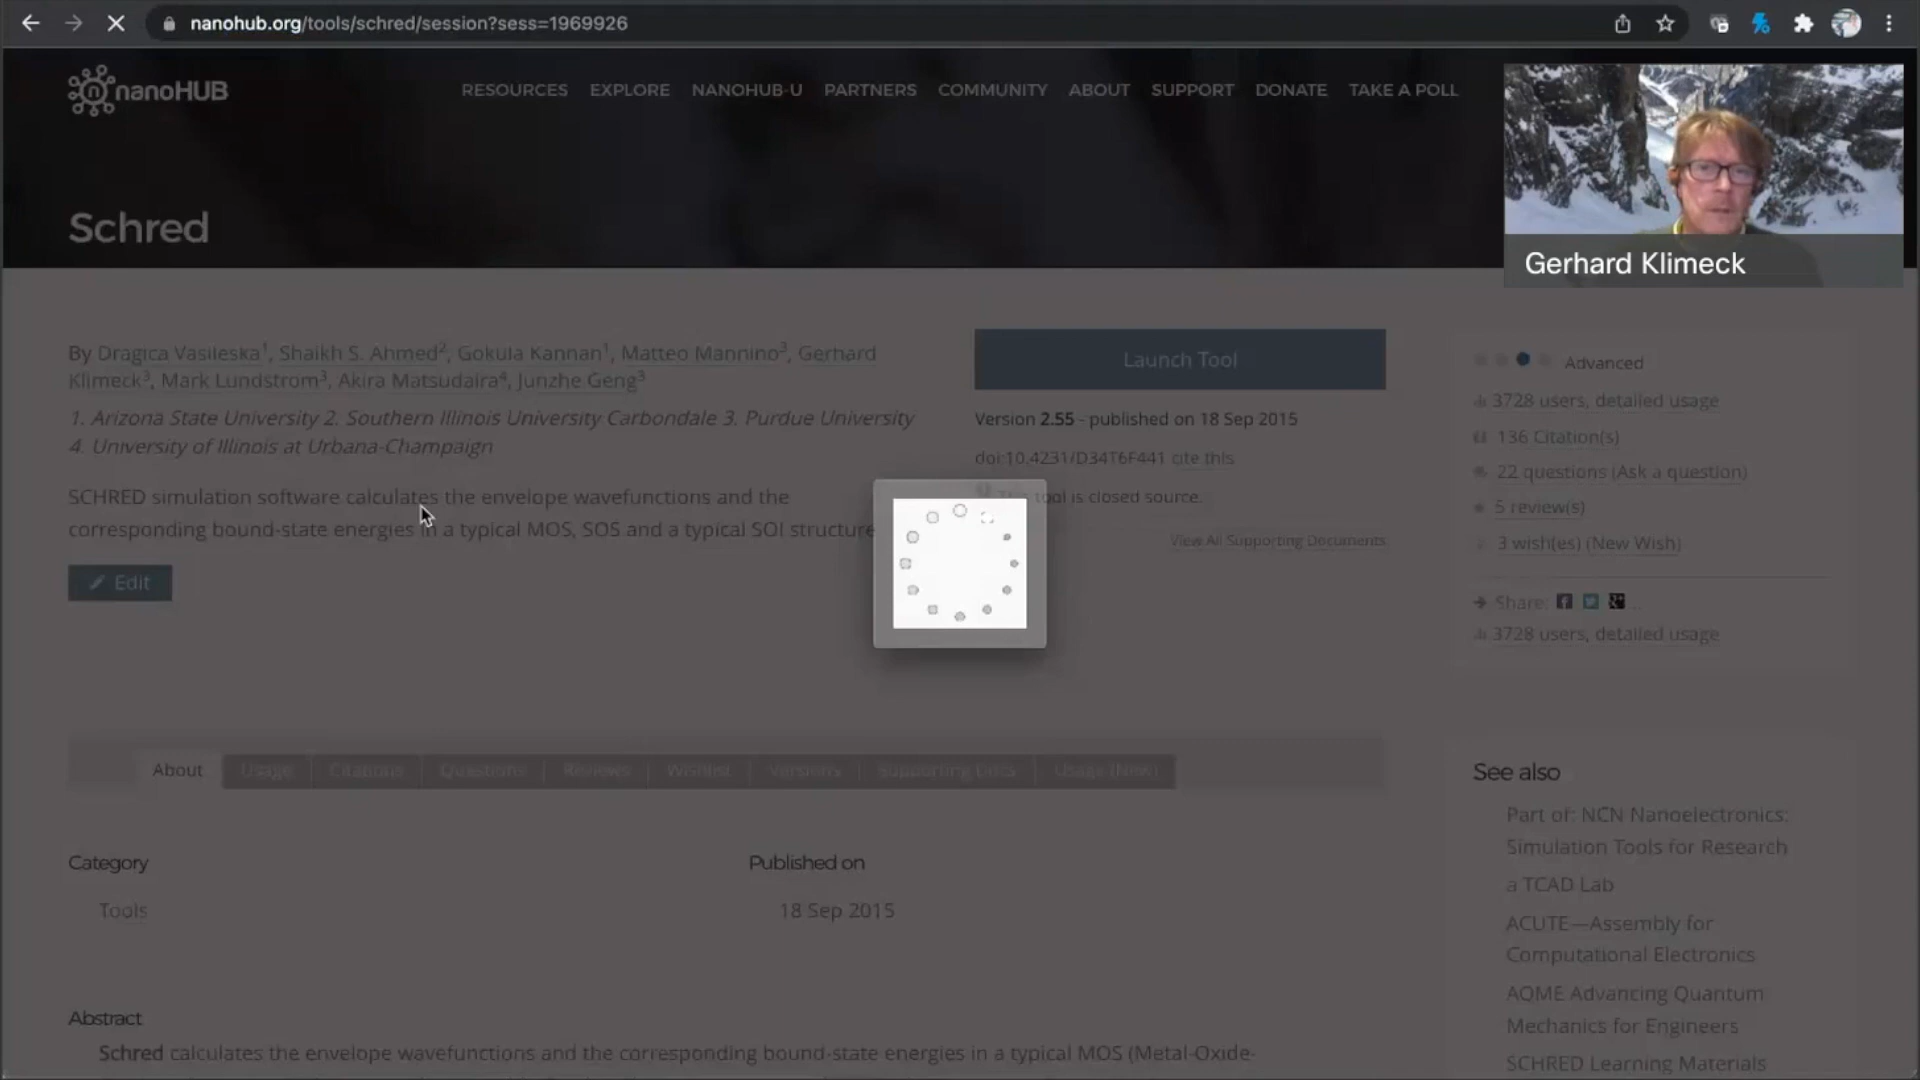 nanohub.org/tools/schred/session?sess=1969926
nanoHUB
RESOURCES EXPLORE NANOHUB-U PARTNERS COMMUNITY ABOUT SUPPORT DONATE TAKE A POLL
Schred
Gerhard Klimeck
By Dragica Vasileska1, Shaikh S. Ahmed2, Gokula Kannan1, Matteo Mannino3, Gerhard
Klimeck3, Mark Lundstrom3, Akira Matsudaira4, Junzhe Geng3
1. Arizona State University 2. Southern Illinois University Carbondale 3. Purdue University
4. University of Illinois at Urbana-Champaign
SCHRED simulation software calculates the envelope wavefunctions and the
corresponding bound-state energies in a typical MOS, SOS and a typical SOI structure
Edit
Launch Tool
Version 2.55 - published on 18 Sep 2015
doi:10.4231/D34T6F441 cite this
This tool is closed source.
View All Supporting Documents
Advanced
3728 users, detailed usage
136 Citation(s)
22 questions (Ask a question)
5 review(s)
3 wish(es) (New Wish)
Share: ...
3728 users, detailed usage
About Usage Citations Questions Reviews Wishlist Versions Supporting Docs Usage (New)
Category
Tools
Published on
18 Sep 2015
Abstract
Schred calculates the envelope wavefunctions and the corresponding bound-state energies in a typical MOS (Metal-Oxide-
See also
Part of: NCN Nanoelectronics:
Simulation Tools for Research
a TCAD Lab
ACUTE—Assembly for
Computational Electronics
AQME Advancing Quantum
Mechanics for Engineers
SCHRED Learning Materials